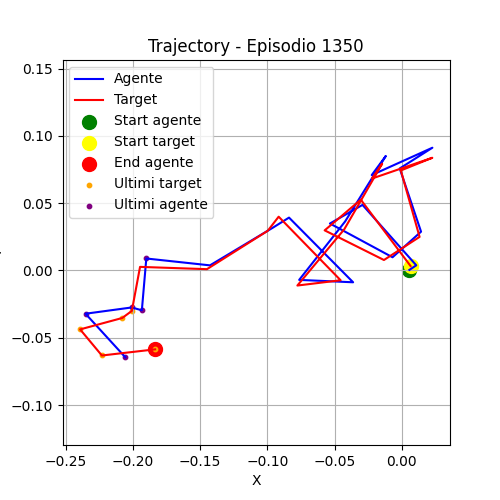 Trajectory - Episodio 1350
Agente
Target
Start agente
Start target
End agente
Ultimi target
Ultimi agente
0.15
0.10
0.05
0.00
−0.05
−0.10
−0.25
−0.20
−0.15
−0.10
−0.05
0.00
X